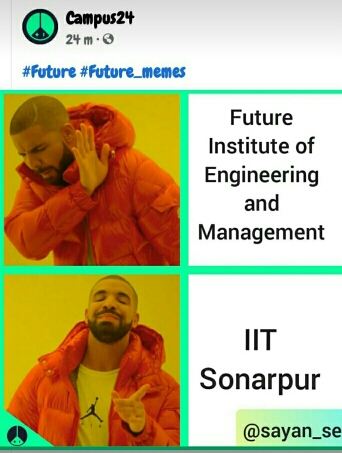 Campus24
24 m ·
#Future #Future_memes
Future
Institute of
Engineering
and
Management
IIT
Sonarpur
@sayan_se